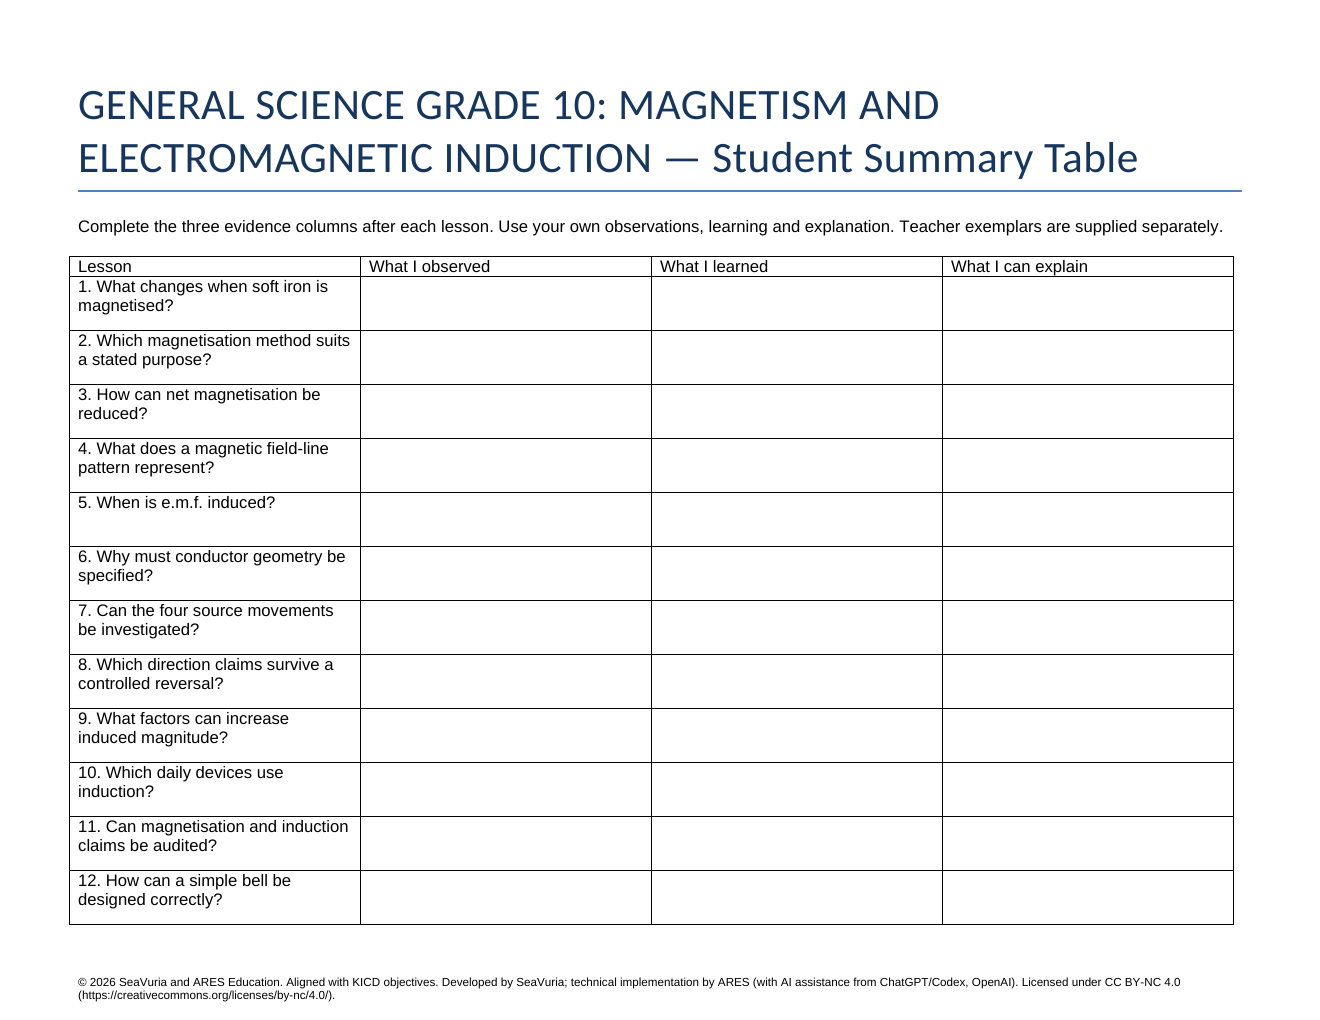 GENERAL SCIENCE GRADE 10: MAGNETISM AND
ELECTROMAGNETIC INDUCTION — Student Summary Table
Complete the three evidence columns after each lesson. Use your own observations, learning and explanation. Teacher exemplars are supplied separately.
Lesson What I observed What I learned What I can explain
1. What changes when soft iron is
magnetised?
2. Which magnetisation method suits
a stated purpose?
3. How can net magnetisation be
reduced?
4. What does a magnetic field-line
pattern represent?
5. When is e.m.f. induced?
6. Why must conductor geometry be
specified?
7. Can the four source movements
be investigated?
8. Which direction claims survive a
controlled reversal?
9. What factors can increase
induced magnitude?
10. Which daily devices use
induction?
11. Can magnetisation and induction
claims be audited?
12. How can a simple bell be
designed correctly?
© 2026 SeaVuria and ARES Education. Aligned with KICD objectives. Developed by SeaVuria; technical implementation by ARES (with AI assistance from ChatGPT/Codex, OpenAI). Licensed under CC BY-NC 4.0
(https://creativecommons.org/licenses/by-nc/4.0/).